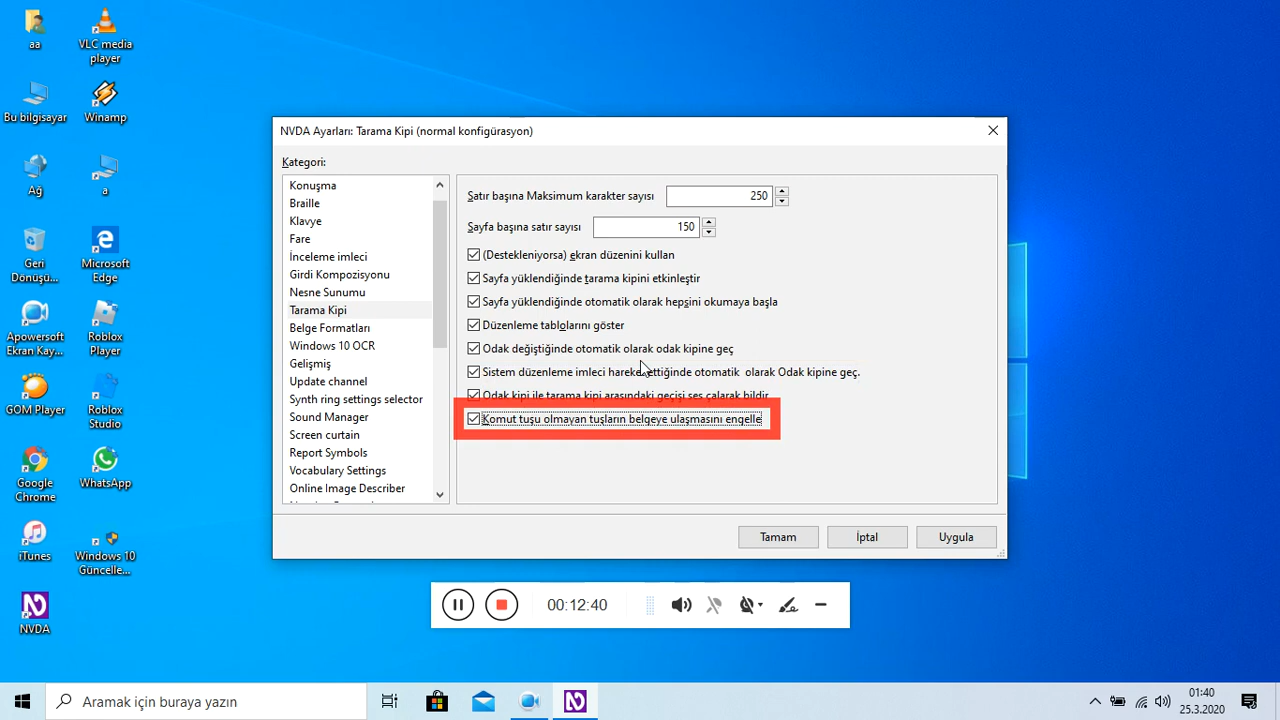 aa
VLC media
player
Bu bilgisayar
Winamp
Ağ
a
Geri
Dönüşü...
Microsoft
Edge
Apowersoft
Ekran Kay...
Roblox
Player
GOM Player
Roblox
Studio
Google
Chrome
WhatsApp
iTunes
Windows 10
Güncelle...
NVDA
NVDA Ayarları: Tarama Kipi (normal konfigürasyon)
Kategori:
Konuşma
Braille
Klavye
Fare
İnceleme imleci
Girdi Kompozisyonu
Nesne Sunumu
Tarama Kipi
Belge Formatları
Windows 10 OCR
Gelişmiş
Update channel
Synth ring settings selector
Sound Manager
Screen curtain
Report Symbols
Vocabulary Settings
Online Image Describer
Satır başına Maksimum karakter sayısı 250
Sayfa başına satır sayısı 150
(Destekleniyorsa) ekran düzenini kullan
Sayfa yüklendiğinde tarama kipini etkinleştir
Sayfa yüklendiğinde otomatik olarak hepsini okumaya başla
Düzenleme tablolarını göster
Odak değiştiğinde otomatik olarak odak kipine geç
Sistem düzenleme imleci hareket ettiğinde otomatik olarak Odak kipine geç.
Odak kipi ile tarama kipi arasındaki geçişi ses çalarak bildir
Komut tuşu olmayan tuşların belgeye ulaşmasını engelle
Tamam
İptal
Uygula
00:12:40
Aramak için buraya yazın
01:40
25.3.2020